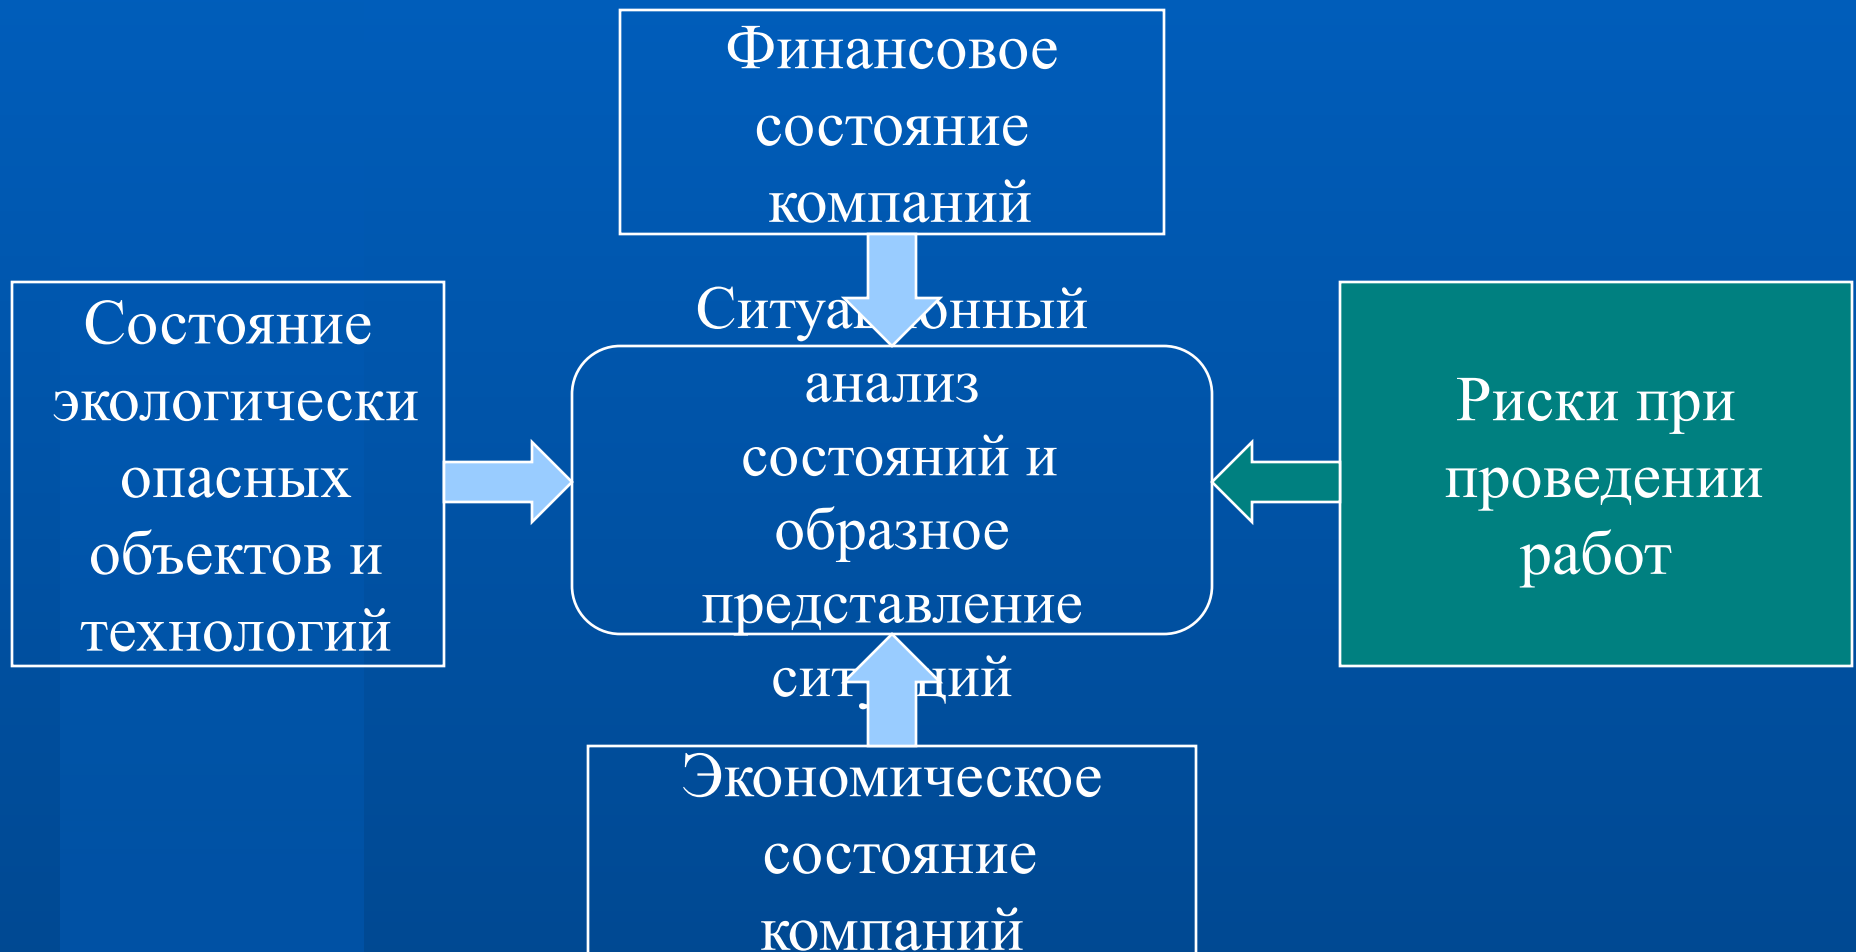 Финансовое
состояние
компаний
Состояние
экологически
опасных
объектов и
технологий
анализ
состояний и
образное
представление
Риски при
проведении
работ
Экономическое
состояние
компаний